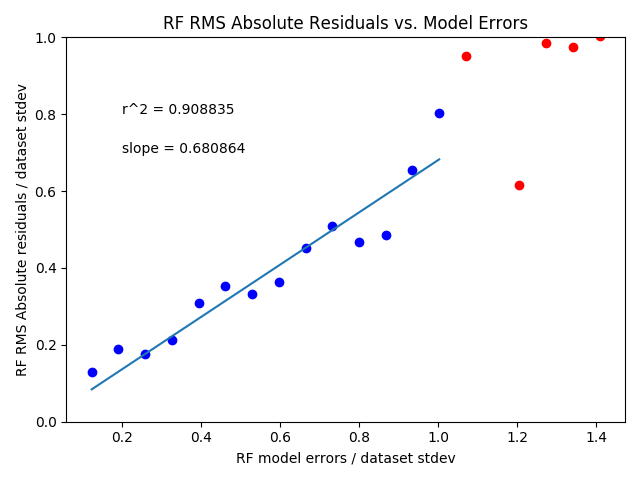 RF RMS Absolute Residuals vs. Model Errors
RF RMS Absolute residuals / dataset stdev
1.0
0.8
0.6
0.4
0.2
0.0
r^2 = 0.908835
slope = 0.680864
0.2 0.4 0.6 0.8 1.0 1.2 1.4
RF model errors / dataset stdev